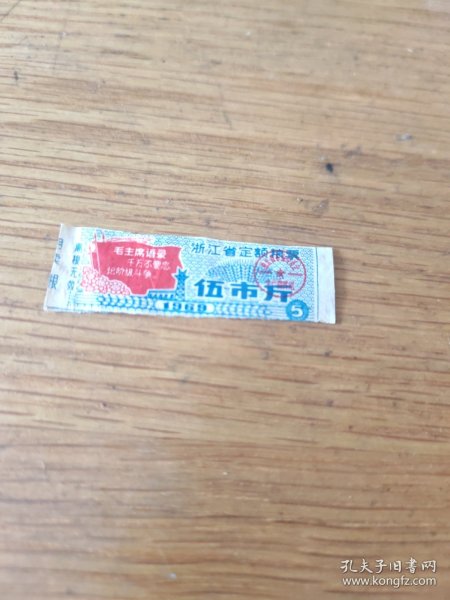 毛主席语录
千万不要忘
记阶级斗争
浙江省定额粮票
伍市斤
1969
5
孔夫子旧书网
www.kongfz.com